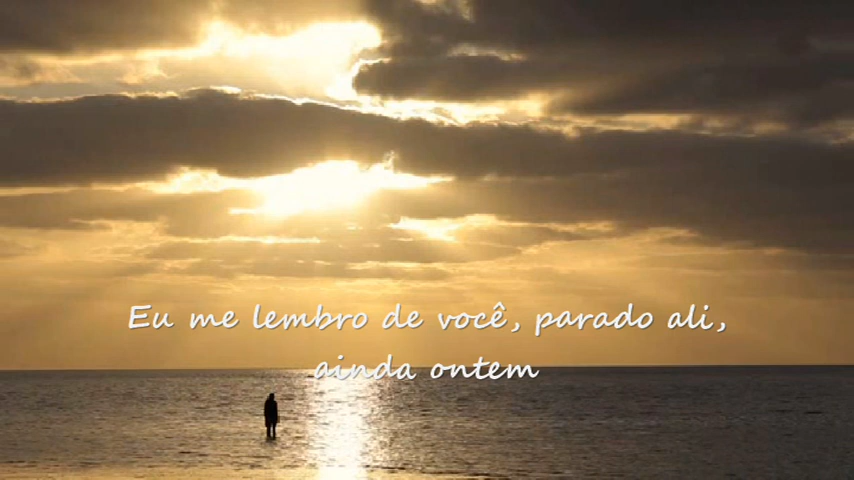 Eu me lembro de você, parado ali,
ainda ontem